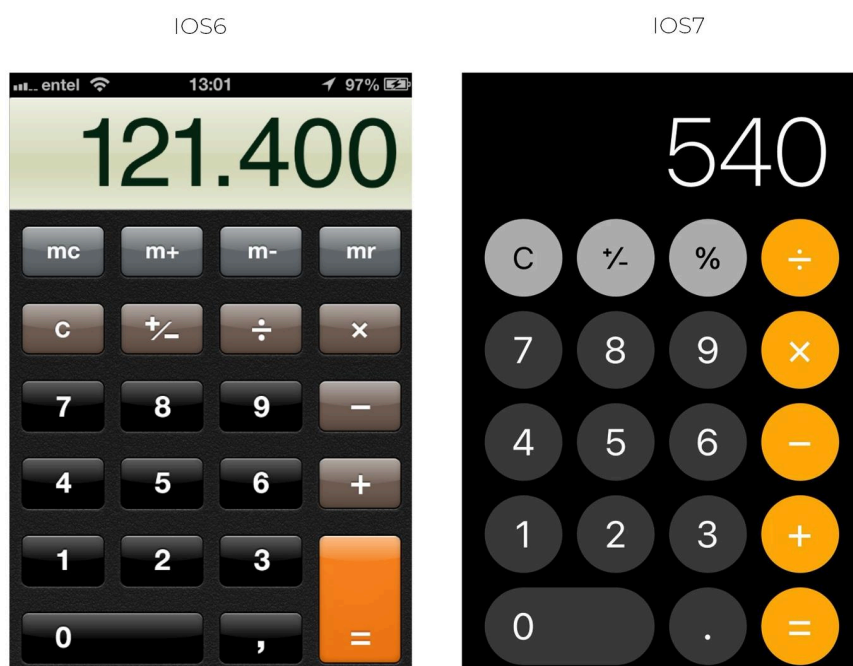 IOS6
entel 13:01 97%
121.400
mc m+ m- mr
C +/- ÷ ×
7 8 9 −
4 5 6 +
1 2 3
0 , =
IOS7
540
C +/- % ÷
7 8 9 ×
4 5 6 −
1 2 3 +
0 . =